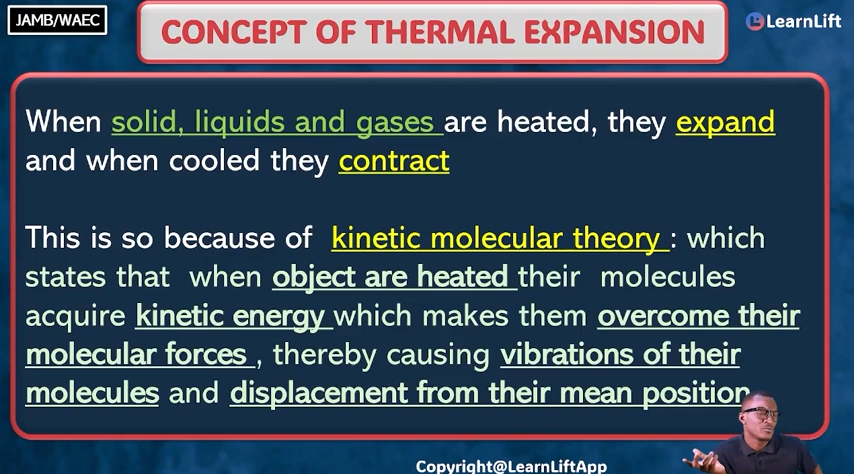 JAMB/WAEC
CONCEPT OF THERMAL EXPANSION
LearnLift
When solid, liquids and gases are heated, they expand
and when cooled they contract
This is so because of kinetic molecular theory : which
states that when object are heated their molecules
acquire kinetic energy which makes them overcome their
molecular forces , thereby causing vibrations of their
molecules and displacement from their mean position
Copyright@LearnLiftApp